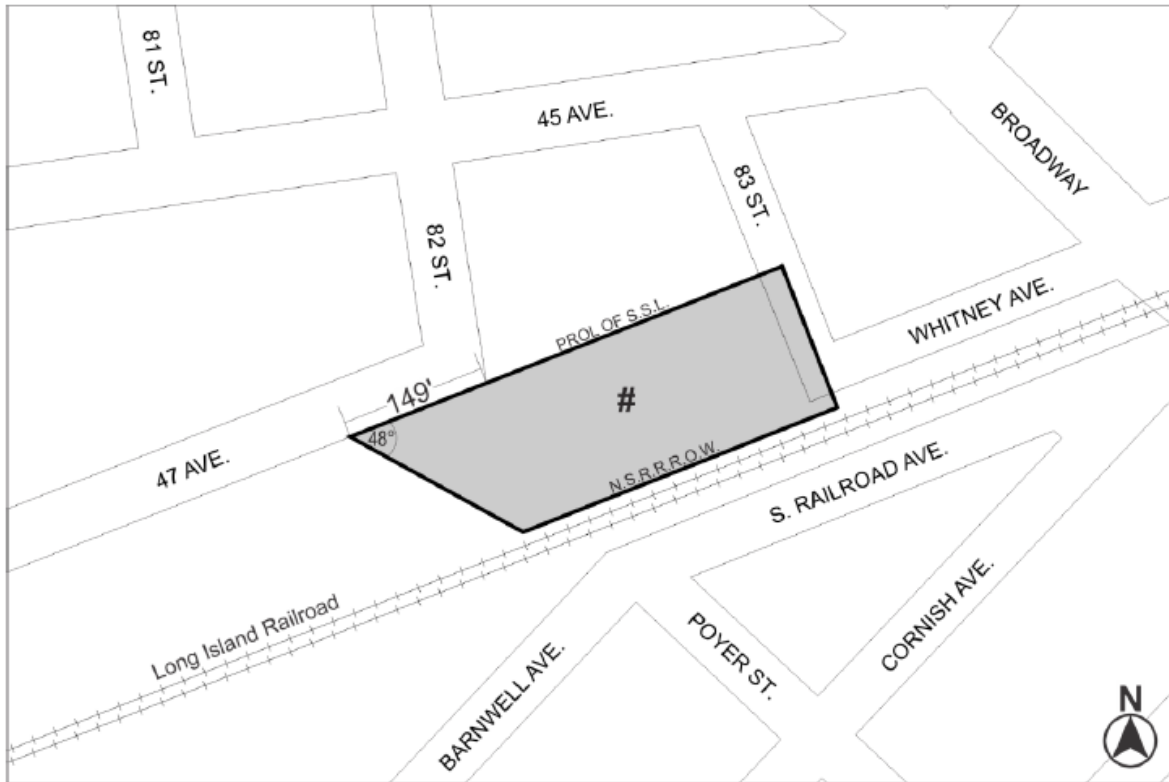 81 ST.
45 AVE.
BROADWAY
83 ST.
82 ST.
PROL OF S.S.L.
WHITNEY AVE.
149'
#
48°
47 AVE.
N.S.R.R.R.O.W.
S. RAILROAD AVE.
Long Island Railroad
POYER ST.
CORNISH AVE.
BARNWELL AVE.
N